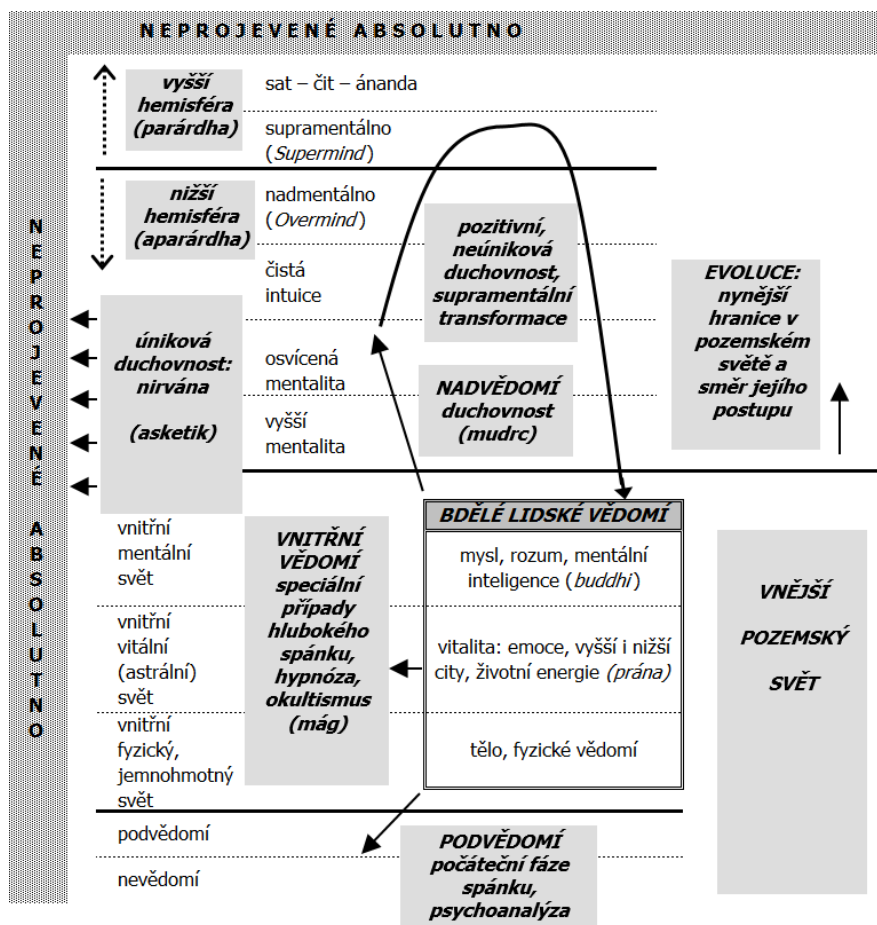 NEPROJEVENÉ ABSOLUTNO
NEPROJEVENÉ ABSOLUTNO
vyšší
hemisféra
(parárdha)
sat – čit – ánanda
supramentálno
(Supermind)
nižší
hemisféra
(aparárdha)
nadmentálno
(Overmind)
čistá
intuice
pozitivní,
neúniková
duchovnost,
supramentální
transformace
EVOLUCE:
nynější
hranice v
pozemském
světě a
směr jejího
postupu
úniková
duchovnost:
nirvána
(asketik)
osvícená
mentalita
vyšší
mentalita
NADVĚDOMÍ
duchovnost
(mudrc)
vnitřní
mentální
svět
vnitřní
vitální
(astrální)
svět
vnitřní
fyzický,
jemnohmotný
svět
VNITŘNÍ
VĚDOMÍ
speciální
případy
hlubokého
spánku,
hypnóza,
okultismus
(mág)
BDĚLÉ LIDSKÉ VĚDOMÍ
mysl, rozum, mentální
inteligence (buddhi)
vitalita: emoce, vyšší i nižší
city, životní energie (prána)
tělo, fyzické vědomí
VNĚJŠÍ
POZEMSKÝ
SVĚT
podvědomí
nevědomí
PODVĚDOMÍ
počáteční fáze
spánku,
psychoanalýza